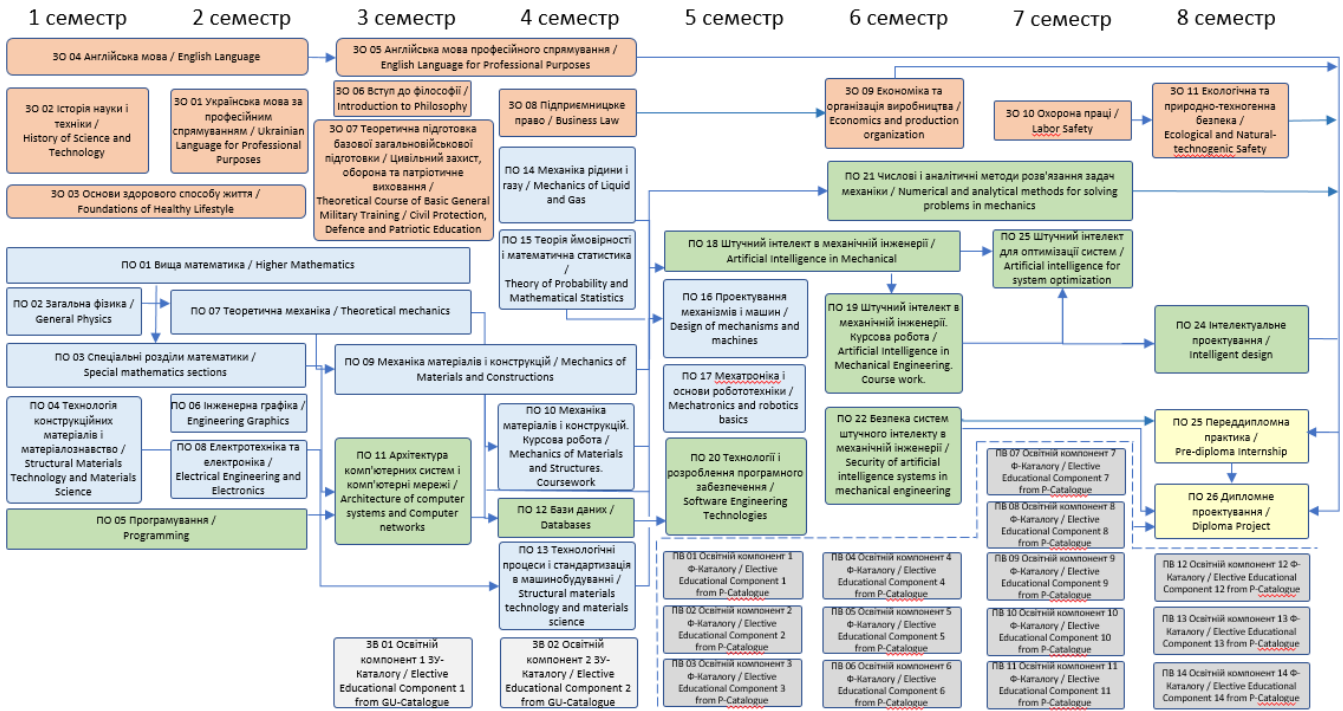 1 семестр
2 семестр
3 семестр
4 семестр
5 семестр
6 семестр
7 семестр
8 семестр
ЗО 04 Англійська мова / English Language
ЗО 05 Англійська мова професійного спрямування /
English Language for Professional Purposes
ЗО 02 Історія науки і
техніки /
History of Science and
Technology
ЗО 01 Українська мова за
професійним
спрямуванням / Ukrainian
Language for Professional
Purposes
ЗО 03 Основи здорового способу життя /
Foundations of Healthy Lifestyle
ЗО 06 Вступ до філософії /
Introduction to Philosophy
ЗО 07 Теоретична підготовка
базової загальновійськової
підготовки / Цивільний захист,
оборона та патріотичне
виховання /
Theoretical Course of Basic General
Military Training / Civil Protection,
Defence and Patriotic Education
ЗО 08 Підприємницьке
право / Business Law
ЗО 09 Економіка та
організація виробництва /
Economics and production
organization
ЗО 10 Охорона праці /
Labor Safety
ЗО 11 Екологічна та
природно-техногенна
безпека /
Ecological and Natural-
technogenic Safety
ПО 14 Механіка рідини і
газу / Mechanics of Liquid
and Gas
ПО 21 Числові і аналітичні методи розв'язання задач
механіки / Numerical and analytical methods for solving
problems in mechanics
ПО 15 Теорія ймовірності
і математична статистика
/
Theory of Probability and
Mathematical Statistics
ПО 18 Штучний інтелект в механічній інженерії /
Artificial Intelligence in Mechanical
ПО 25 Штучний інтелект
для оптимізації систем /
Artificial intelligence for
system optimization
ПО 01 Вища математика / Higher Mathematics
ПО 02 Загальна фізика /
General Physics
ПО 07 Теоретична механіка / Theoretical mechanics
ПО 16 Проектування
механізмів і машин /
Design of mechanisms and
machines
ПО 19 Штучний інтелект
в механічній інженерії.
Курсова робота /
Artificial Intelligence in
Mechanical Engineering.
Course work.
ПО 24 Інтелектуальне
проектування /
Intelligent design
ПО 03 Спеціальні розділи математики /
Special mathematics sections
ПО 09 Механіка матеріалів і конструкцій / Mechanics of
Materials and Constructions
ПО 17 Мехатроніка і
основи робототехніки /
Mechatronics and robotics
basics
ПО 04 Технологія
конструкційних
матеріалів і
матеріалознавство /
Structural Materials
Technology and Materials
Science
ПО 06 Інженерна графіка /
Engineering Graphics
ПО 08 Електротехніка та
електроніка /
Electrical Engineering and
Electronics
ПО 10 Механіка
матеріалів і конструкцій.
Курсова робота /
Mechanics of Materials
and Structures.
Coursework
ПО 22 Безпека систем
штучного інтелекту в
механічній інженерії /
Security of artificial
intelligence systems in
mechanical engineering
ПО 25 Переддипломна
практика /
Pre-diploma Internship
ПО 11 Архітектура
комп'ютерних систем і
комп'ютерні мережі /
Architecture of computer
systems and Computer
networks
ПО 20 Технології і
розроблення програмного
забезпечення /
Software Engineering
Technologies
ПО 26 Дипломне
проектування /
Diploma Project
ПО 05 Програмування /
Programming
ПО 12 Бази даних /
Databases
ПО 13 Технологічні
процеси і стандартизація
в машинобудуванні /
Structural materials
technology and materials
science
ПВ 07 Освітній компонент 7
Ф-Каталогу / Elective
Educational Component 7
from P-Catalogue
ПВ 08 Освітній компонент 8
Ф-Каталогу / Elective
Educational Component 8
from P-Catalogue
ПВ 01 Освітній компонент 1
Ф-Каталогу / Elective
Educational Component 1
from P-Catalogue
ПВ 04 Освітній компонент 4
Ф-Каталогу / Elective
Educational Component 4
from P-Catalogue
ПВ 09 Освітній компонент 9
Ф-Каталогу / Elective
Educational Component 9
from P-Catalogue
ПВ 12 Освітній компонент 12 Ф-
Каталогу / Elective Educational
Component 12 from P-Catalogue
ПВ 02 Освітній компонент 2
Ф-Каталогу / Elective
Educational Component 2
from P-Catalogue
ПВ 05 Освітній компонент 5
Ф-Каталогу / Elective
Educational Component 5
from P-Catalogue
ПВ 10 Освітній компонент 10
Ф-Каталогу / Elective
Educational Component 10
from P-Catalogue
ПВ 13 Освітній компонент 13 Ф-
Каталогу / Elective Educational
Component 13 from P-Catalogue
ЗВ 01 Освітній
компонент 1 ЗУ-
Каталогу / Elective
Educational Component 1
from GU-Catalogue
ЗВ 02 Освітній
компонент 2 ЗУ-
Каталогу / Elective
Educational Component 2
from GU-Catalogue
ПВ 03 Освітній компонент 3
Ф-Каталогу / Elective
Educational Component 3
from P-Catalogue
ПВ 06 Освітній компонент 6
Ф-Каталогу / Elective
Educational Component 6
from P-Catalogue
ПВ 11 Освітній компонент 11
Ф-Каталогу / Elective
Educational Component 11
from P-Catalogue
ПВ 14 Освітній компонент 14 Ф-
Каталогу / Elective Educational
Component 14 from P-Catalogue